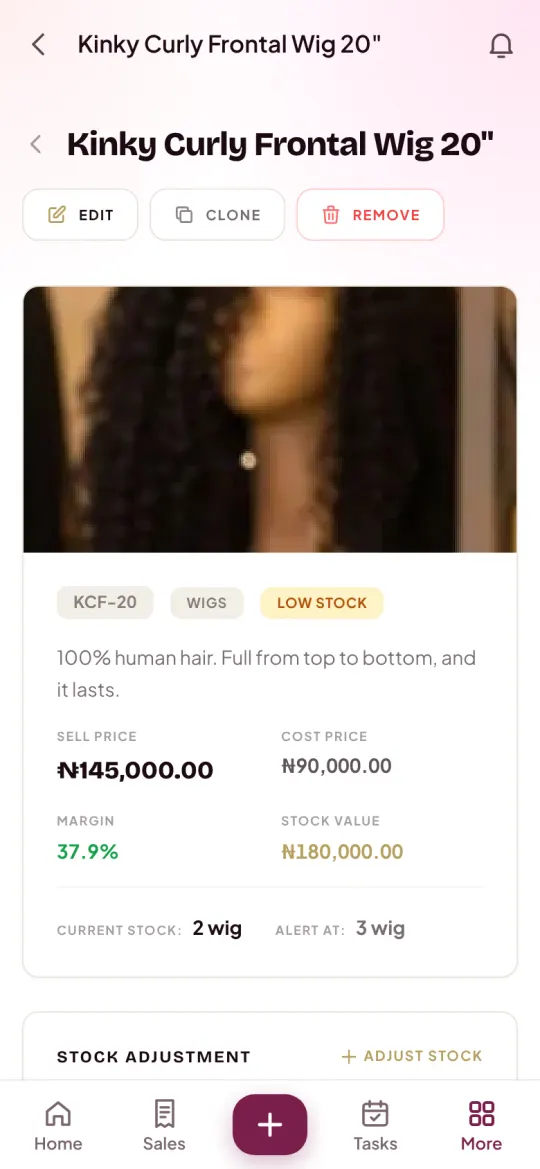 Kinky Curly Frontal Wig 20"
Kinky Curly Frontal Wig 20"
EDIT
CLONE
REMOVE
KCF-20
WIGS
LOW STOCK
100% human hair. Full from top to bottom, and
it lasts.
SELL PRICE
COST PRICE
₦145,000.00
₦90,000.00
MARGIN
STOCK VALUE
37.9%
₦180,000.00
CURRENT STOCK: 2 wig
ALERT AT: 3 wig
STOCK ADJUSTMENT
+ ADJUST STOCK
Home
Sales
Tasks
More